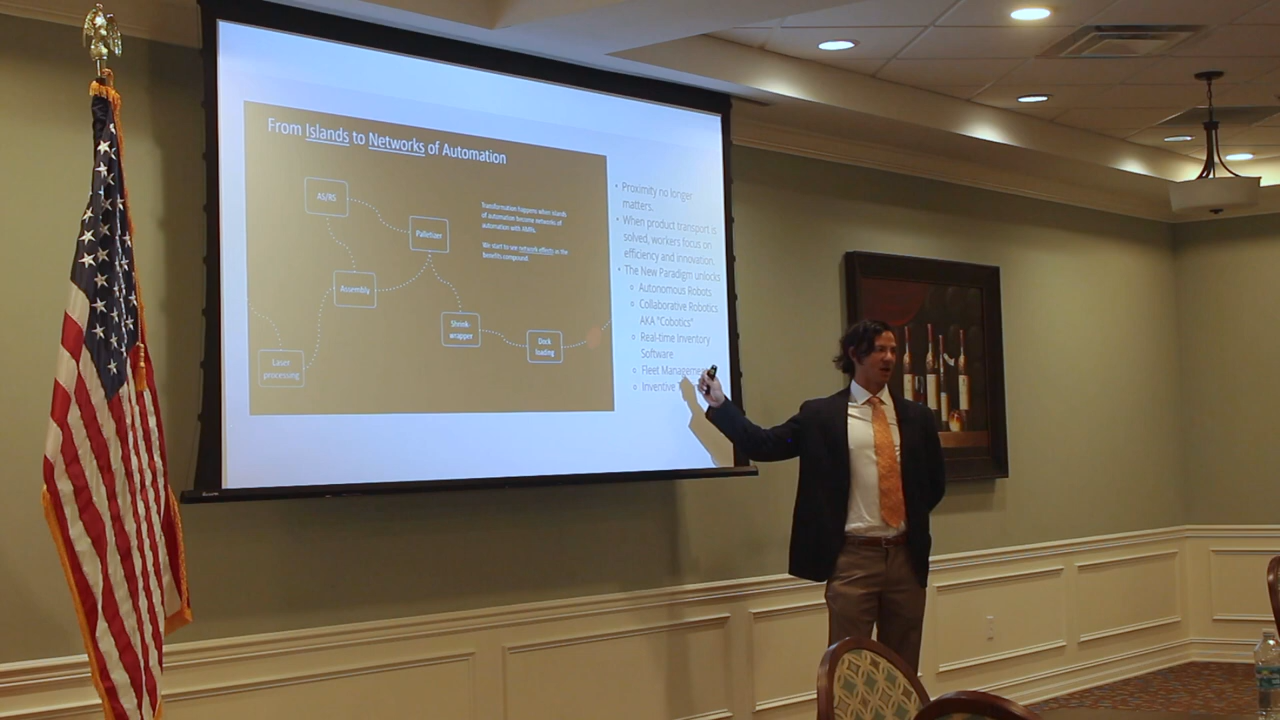 From Islands to Networks of Automation
AS/RS
Palletizer
Assembly
Shrink-
wrapper
Dock
loading
Laser
processing
Transformation happens when islands
of automation become networks of
automation with AMRs.
We start to see network effects as the
benefits compound.
• Proximity no longer
matters.
• When product transport is
solved, workers focus on
efficiency and innovation.
• The New Paradigm unlocks
Autonomous Robots
Collaborative Robotics
AKA "Cobotics"
Real-time Inventory
Software
Fleet Management
Inventive